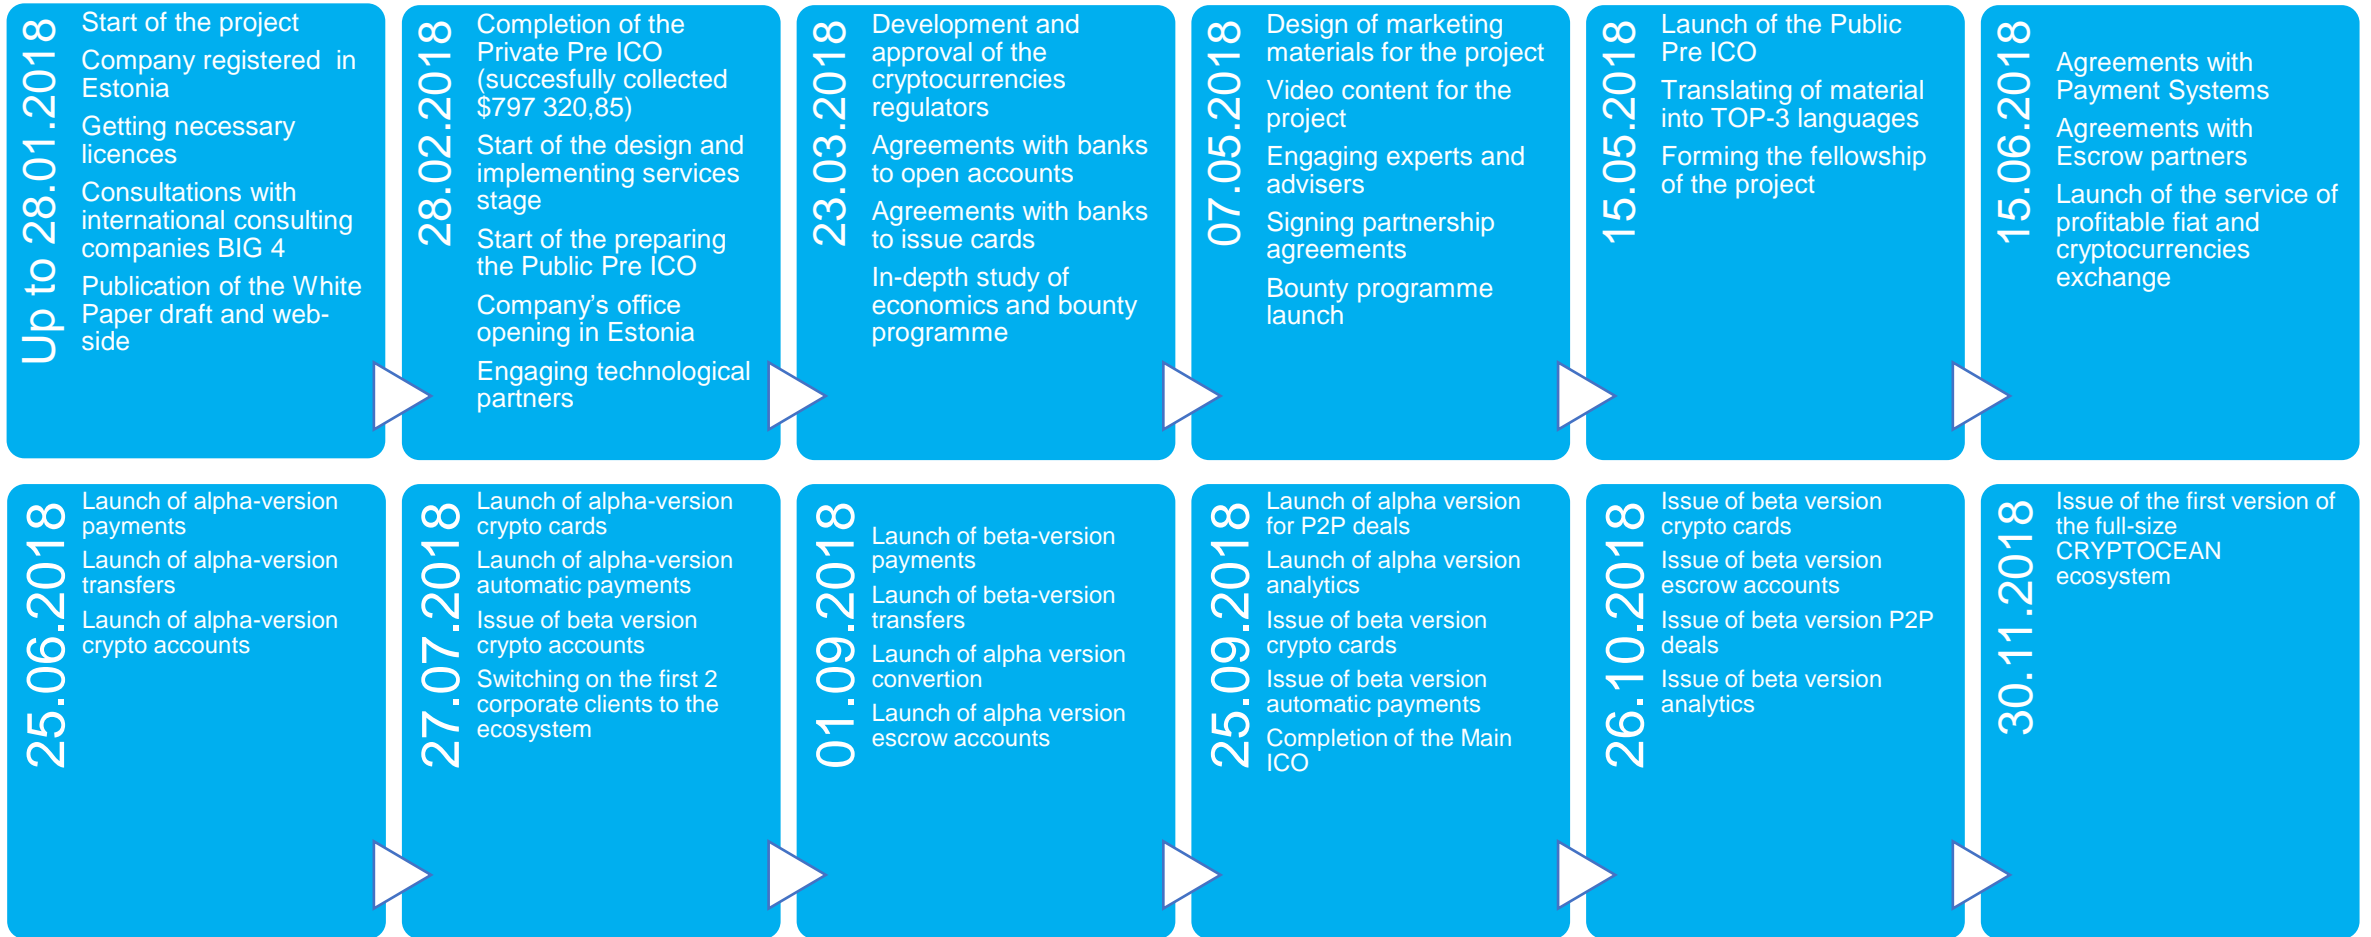 Up to 28.01.2018
Start of the project
Company registered  in
Estonia
Getting necessary
licences
Consultations with
international consulting
companies BIG 4
Publication of the White
Paper draft and web-
side
28.02.2018
Completion of the
Private Pre ICO
(succesfully collected
$797 320,85)
Start of the design and
implementing services
stage
Start of the preparing
the Public Pre ICO
Company’s office
opening in Estonia
Engaging technological
partners
23.03.2018
Development and
approval of the
cryptocurrencies
regulators
Agreements with banks
to open accounts
Agreements with banks
to issue cards
In-depth study of
economics and bounty
programme
07.05.2018
Design of marketing
materials for the project
Video content for the
project
Engaging experts and
advisers
Signing partnership
agreements
Bounty programme
launch
15.05.2018
Launch of the Public
Pre ICO
Translating of material
into TOP-3 languages
Forming the fellowship
of the project
15.06.2018
Agreements with
Payment Systems
Agreements with
Escrow partners
Launch of the service of
profitable fiat and
cryptocurrencies
exchange
25.06.2018
Launch of alpha-version
payments
Launch of alpha-version
transfers
Launch of alpha-version
crypto accounts
27.07.2018
Launch of alpha-version
crypto cards
Launch of alpha-version
automatic payments
Issue of beta version
crypto accounts
Switching on the first 2
corporate clients to the
ecosystem
01.09.2018
Launch of beta-version
payments
Launch of beta-version
transfers
Launch of alpha version
convertion
Launch of alpha version
escrow accounts
25.09.2018
Launch of alpha version
for P2P deals
Launch of alpha version
analytics
Issue of beta version
crypto cards
Issue of beta version
automatic payments
Completion of the Main
ICO
26.10.2018
Issue of beta version
crypto cards
Issue of beta version
escrow accounts
Issue of beta version P2P
deals
Issue of beta version
analytics
30.11.2018
Issue of the first version of
the full-size
CRYPTOCEAN
ecosystem